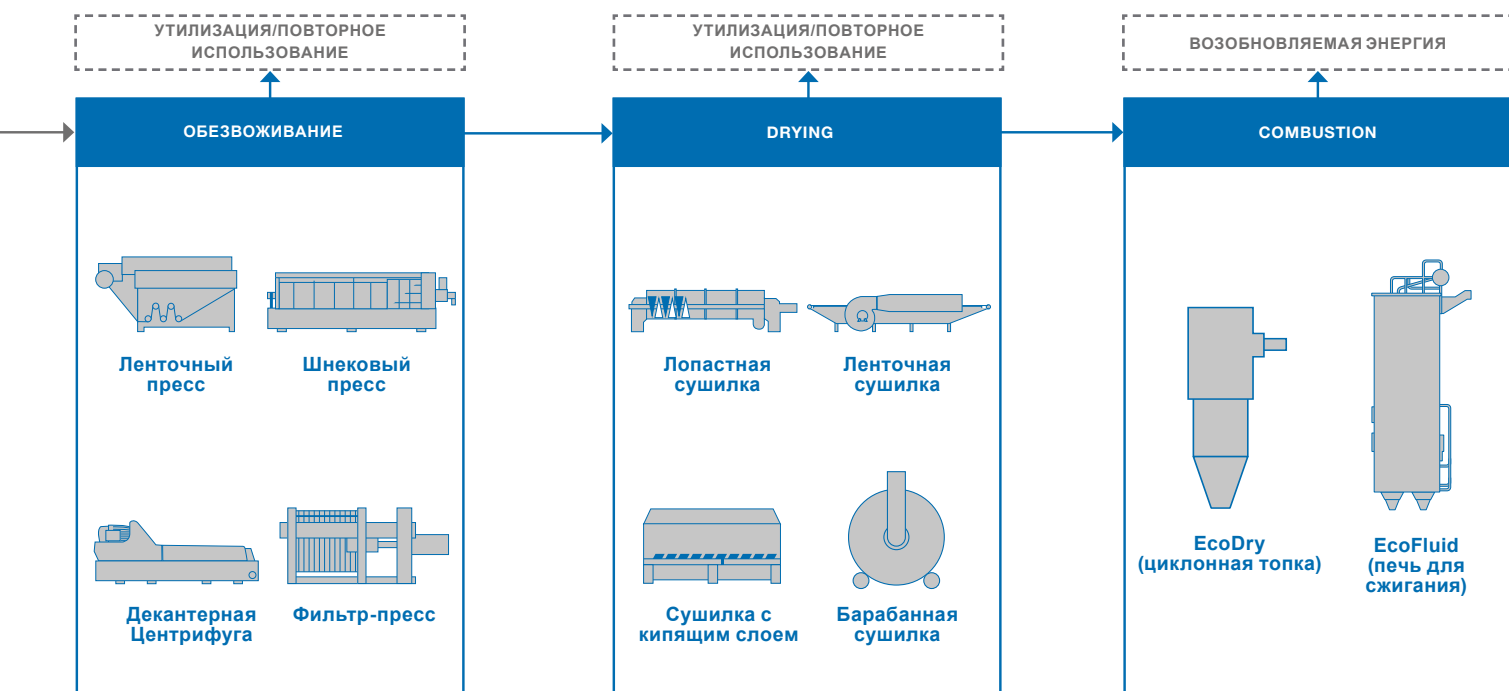 УТИЛИЗАЦИЯ/ПОВТОРНОЕ
ИСПОЛЬЗОВАНИЕ
ОБЕЗВОЖИВАНИЕ
Ленточный
пресс
Шнековый
пресс
Декантерная
Центрифуга
Фильтр-пресс
УТИЛИЗАЦИЯ/ПОВТОРНОЕ
ИСПОЛЬЗОВАНИЕ
DRYING
Лопастная
сушилка
Ленточная
сушилка
Сушилка с
кипящим слоем
Барабанная
сушилка
ВОЗОБНОВЛЯЕМАЯ ЭНЕРГИЯ
COMBUSTION
EcoDry
(циклонная топка)
EcoFluid
(печь для
сжигания)